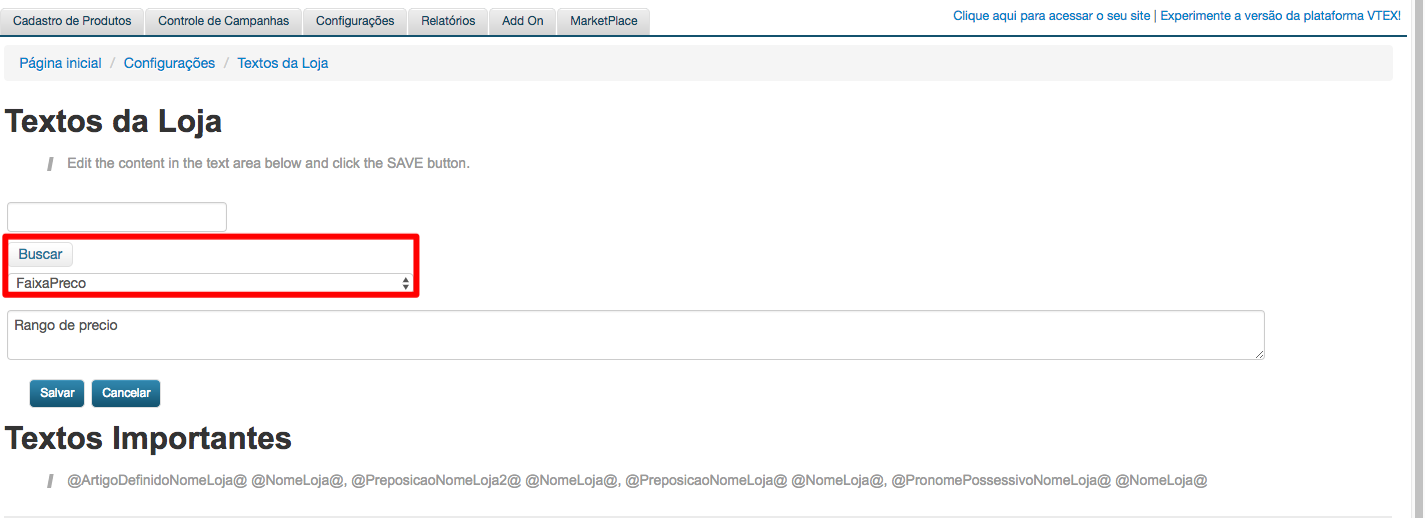 Cadastro de Produtos Controle de Campanhas Configurações Relatórios Add On MarketPlace Clique aqui para acessar o seu site | Experimente a versão da plataforma VTEX!
Página inicial / Configurações / Textos da Loja
Textos da Loja
Edit the content in the text area below and click the SAVE button.
Buscar
FaixaPreco
Rango de precio
Salvar Cancelar
Textos Importantes
@ArtigoDefinidoNomeLoja@ @NomeLoja@, @PreposicaoNomeLoja2@ @NomeLoja@, @PreposicaoNomeLoja@ @NomeLoja@, @PronomePossessivoNomeLoja@ @NomeLoja@